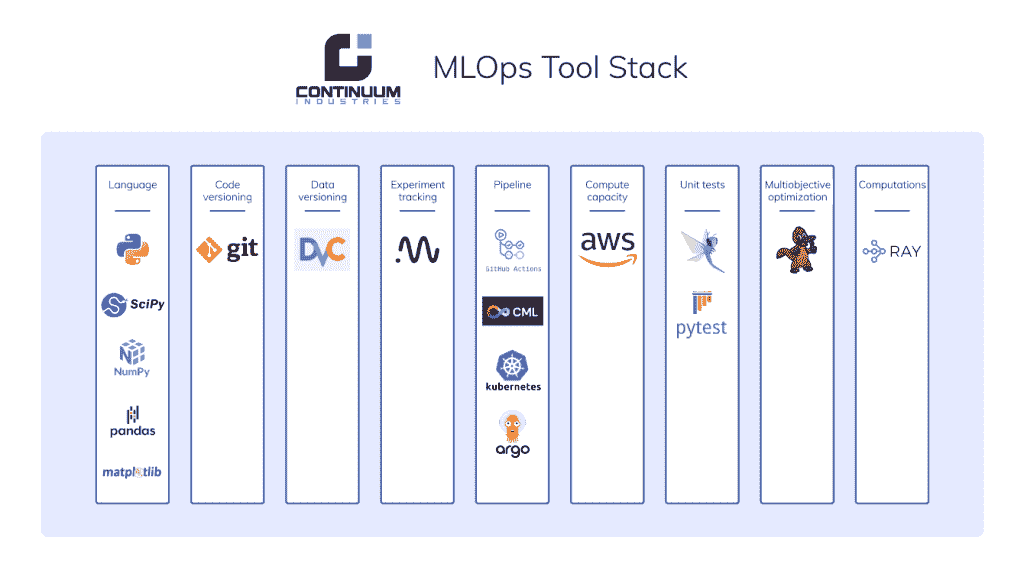 CONTINUUM
INDUSTRIES
MLOps Tool Stack
Language
SciPy
NumPy
pandas
matplotlib
Code
versioning
git
Data
versioning
DVC
Experiment
tracking
Pipeline
GitHub Actions
CML
kubernetes
argo
Compute
capacity
aws
Unit tests
pytest
Multiobjective
optimization
Computations
RAY